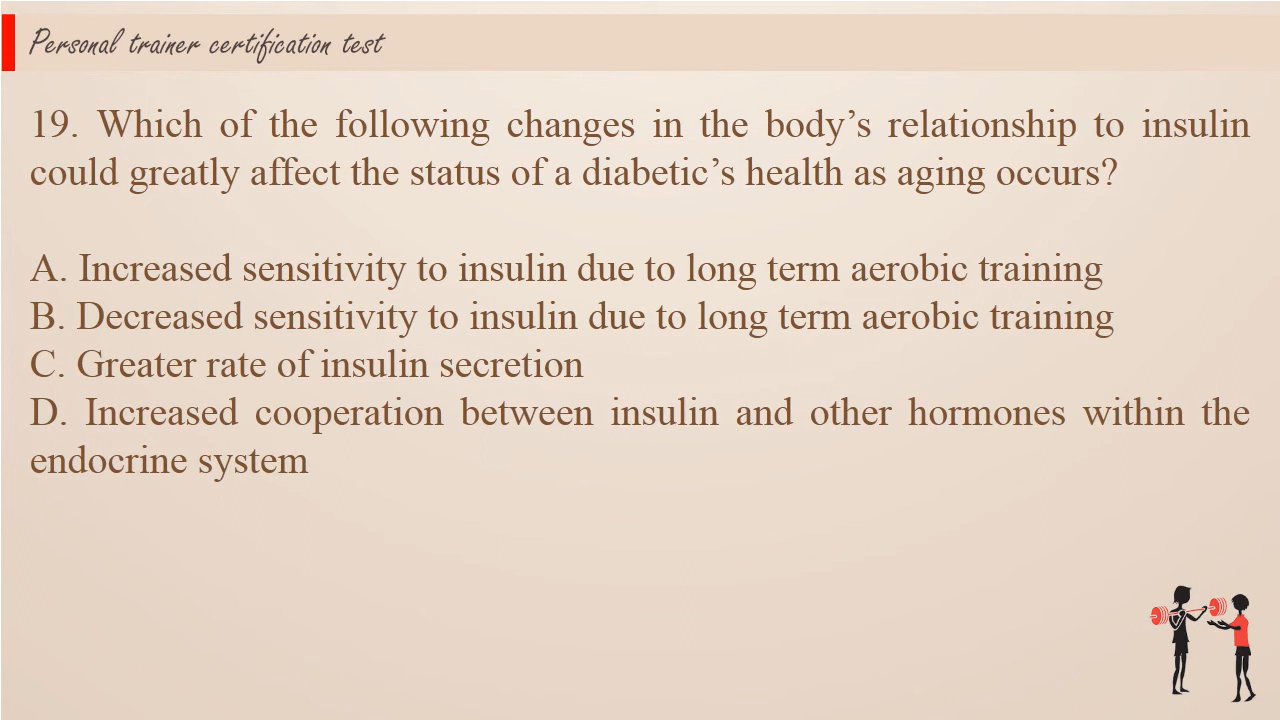 Personal trainer certification test
19. Which of the following changes in the body’s relationship to insulin
could greatly affect the status of a diabetic’s health as aging occurs?
A. Increased sensitivity to insulin due to long term aerobic training
B. Decreased sensitivity to insulin due to long term aerobic training
C. Greater rate of insulin secretion
D. Increased cooperation between insulin and other hormones within the
endocrine system